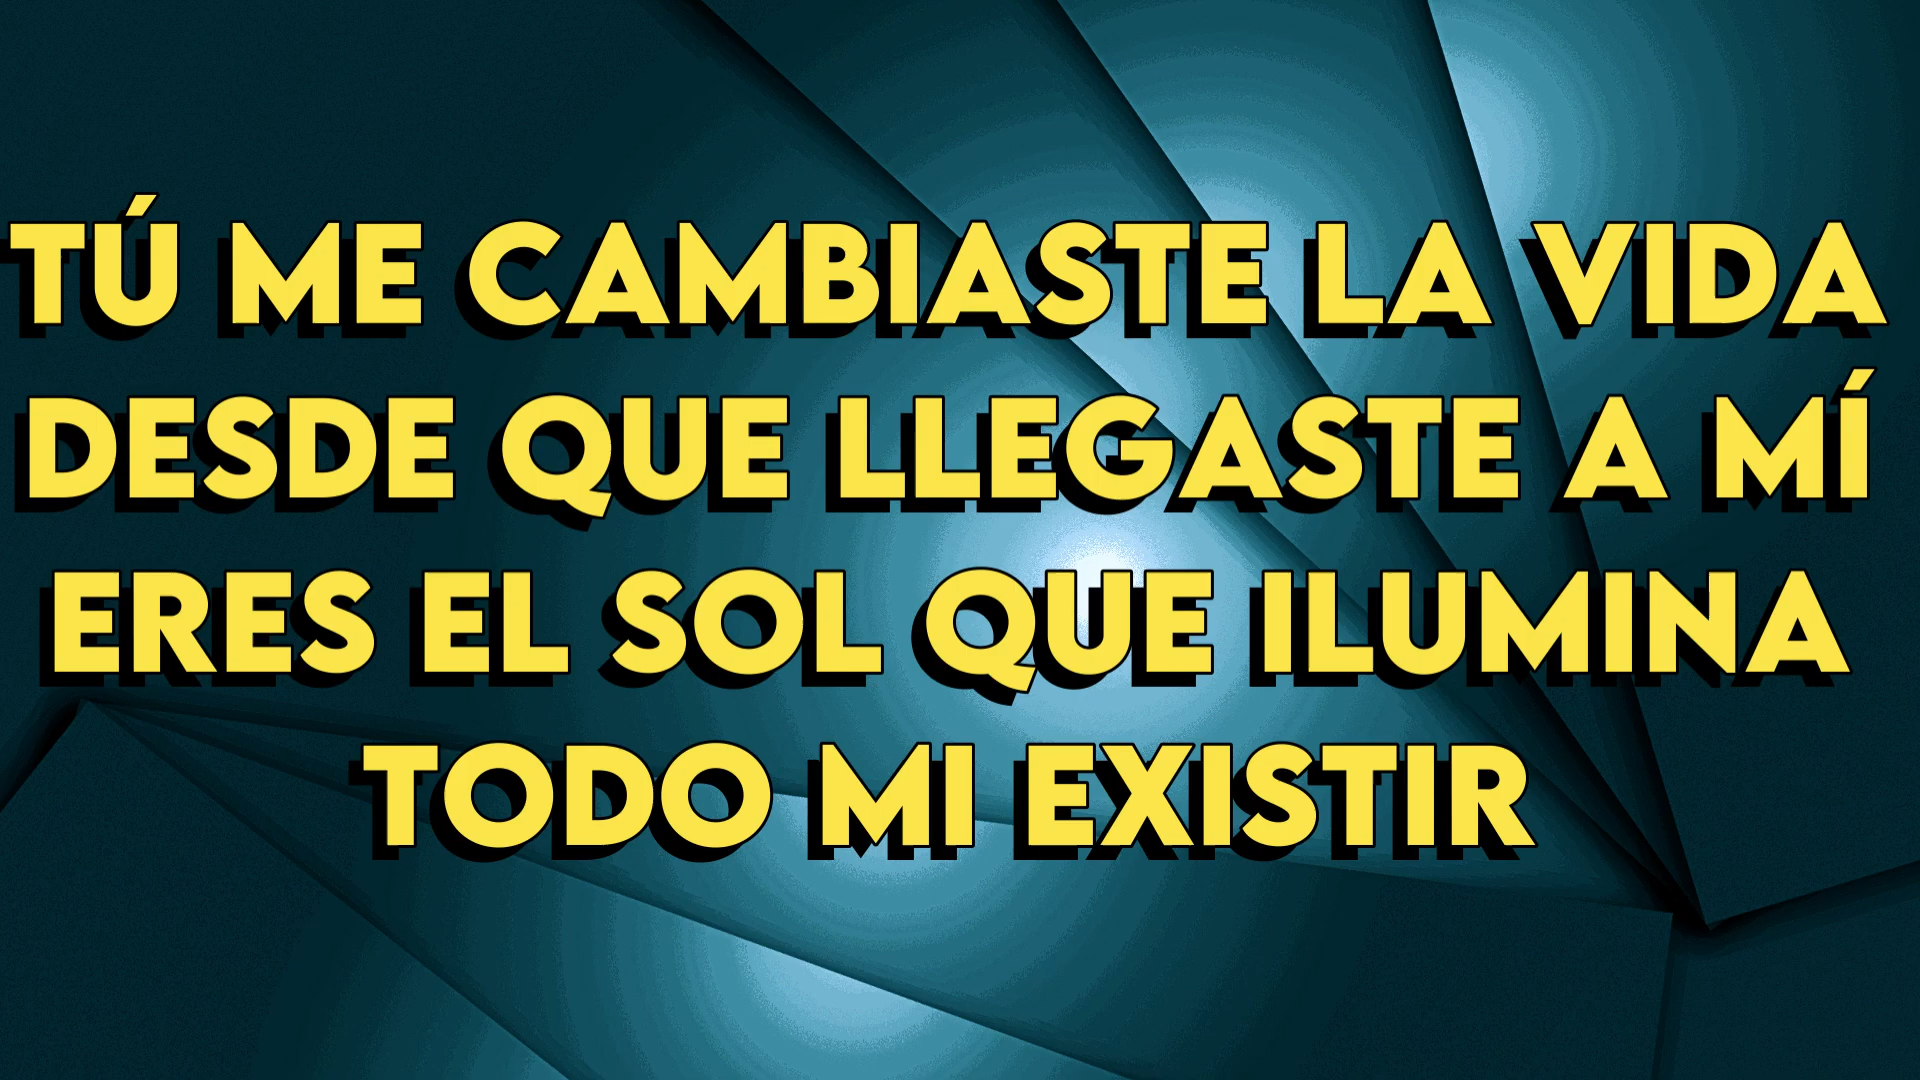 TÚ ME CAMBIASTE LA VIDA
DESDE QUE LLEGASTE A MÍ
ERES EL SOL QUE ILUMINA
TODO MI EXISTIR